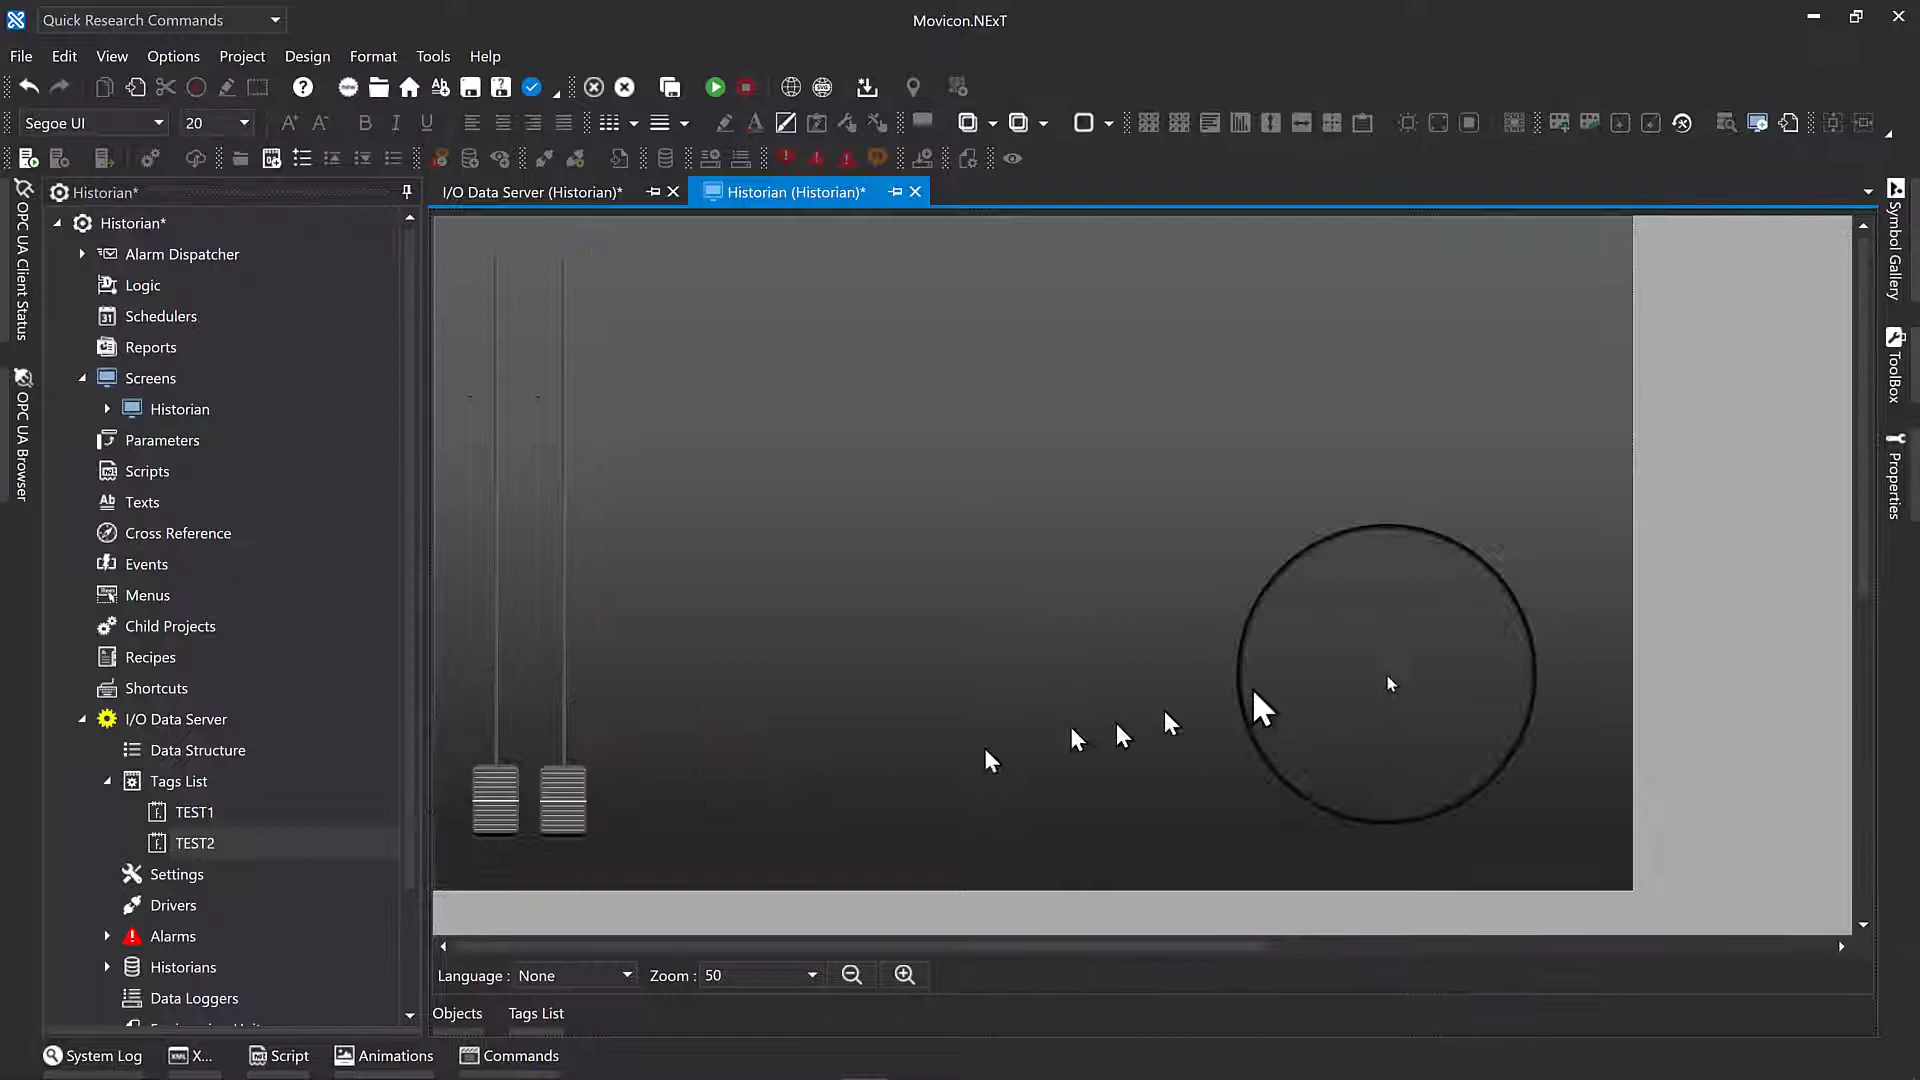 Quick Research Commands
Movicon.NExT
File Edit View Options Project Design Format Tools Help
Segoe UI 20
Historian*
I/O Data Server (Historian)*
Historian (Historian)*
Historian*
Alarm Dispatcher
Logic
Schedulers
Reports
Screens
Historian
Parameters
Scripts
Texts
Cross Reference
Events
Menus
Child Projects
Recipes
Shortcuts
I/O Data Server
Data Structure
Tags List
TEST1
TEST2
Settings
Drivers
Alarms
Historians
Data Loggers
OPC UA Client Status
OPC UA Browser
Symbol Gallery
ToolBox
Properties
Language : None Zoom : 50
Objects Tags List
System Log X... Script Animations Commands